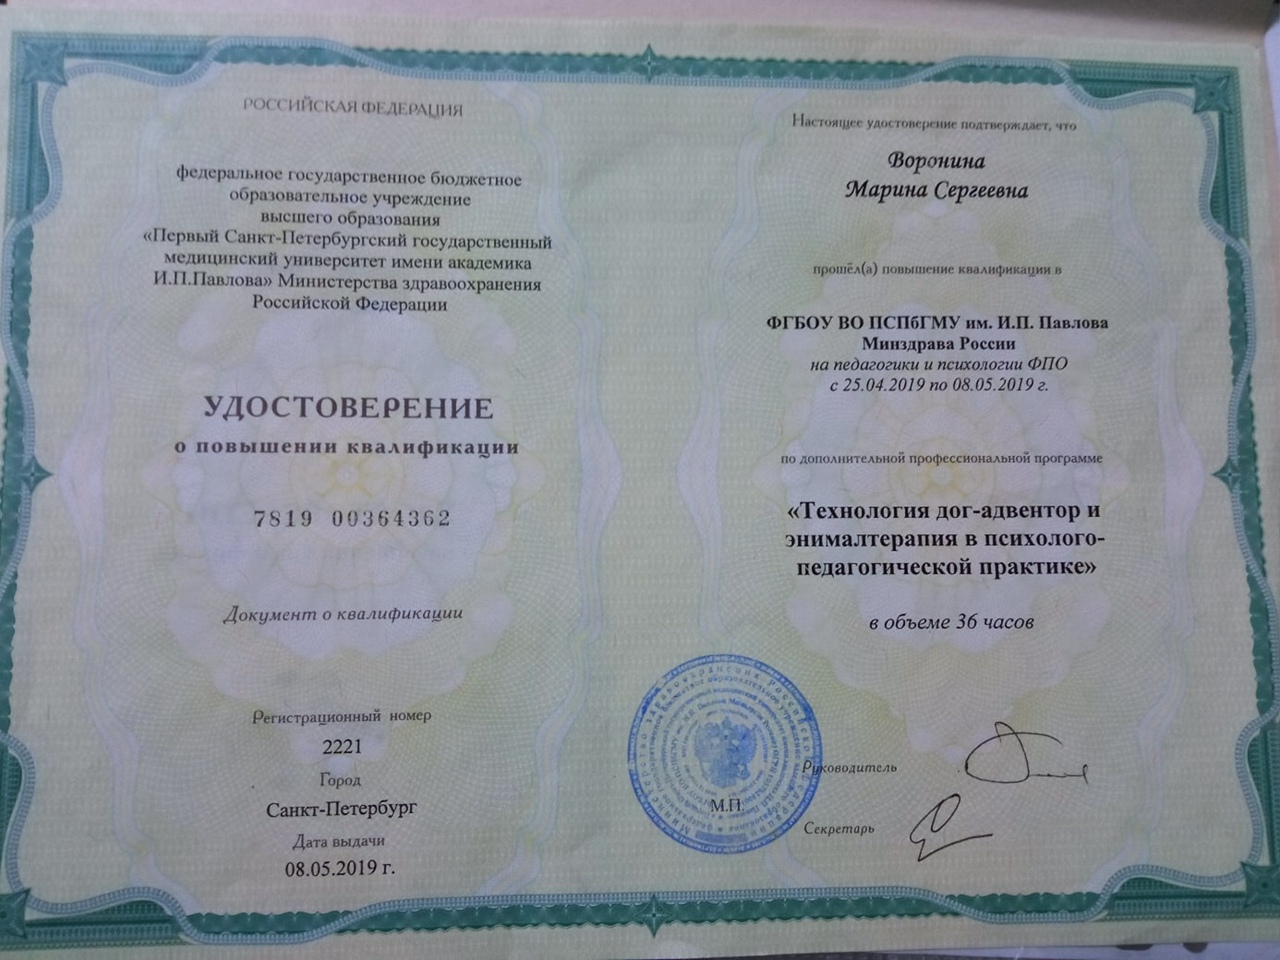 РОССИЙСКАЯ ФЕДЕРАЦИЯ
федеральное государственное бюджетное
образовательное учреждение
высшего образования
«Первый Санкт-Петербургский государственный
медицинский университет имени академика
И.П.Павлова» Министерства здравоохранения
Российской Федерации
УДОСТОВЕРЕНИЕ
о повышении квалификации
7819 00364362
Документ о квалификации
Регистрационный номер
2221
Город
Санкт-Петербург
Дата выдачи
08.05.2019 г.
Настоящее удостоверение подтверждает, что
Воронина
Марина Сергеевна
прошёл(а) повышение квалификации в
ФГБОУ ВО ПСПбГМУ им. И.П. Павлова
Минздрава России
на педагогики и психологии ФПО
с 25.04.2019 по 08.05.2019 г.
по дополнительной профессиональной программе
«Технология дог-адвентор и
энималтерапия в психолого-
педагогической практике»
в объеме 36 часов
Руководитель
М.П.
Секретарь